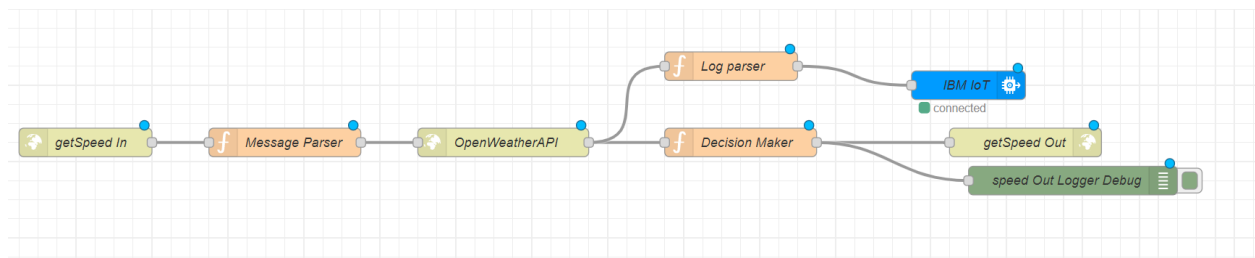 Log parser
IBM IoT
connected
getSpeed In
Message Parser
OpenWeatherAPI
Decision Maker
getSpeed Out
speed Out Logger Debug